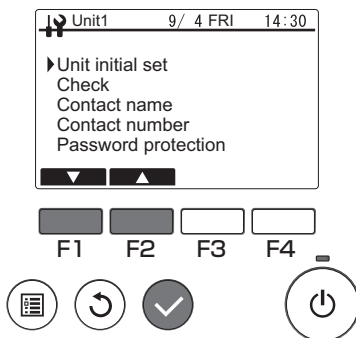 Unit1 9/ 4 FRI 14:30
Unit initial set
Check
Contact name
Contact number
Password protection
F1 F2 F3 F4